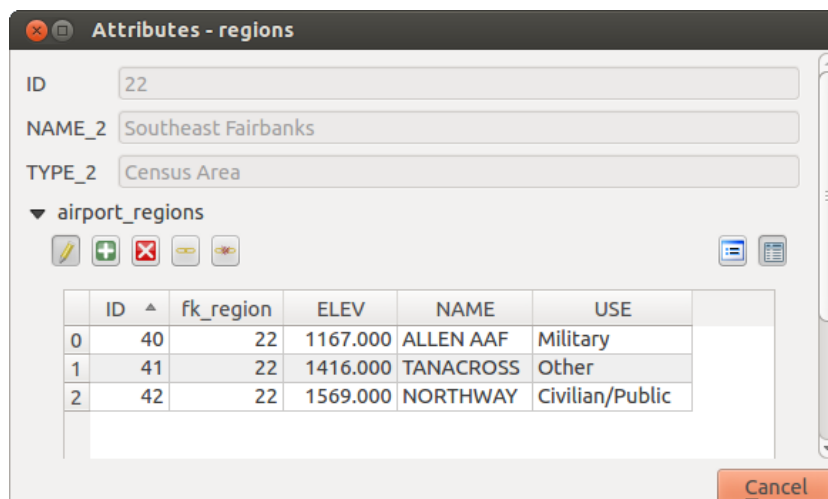 Attributes - regions
ID 22
NAME_2 Southeast Fairbanks
TYPE_2 Census Area
airport_regions
ID fk_region ELEV NAME USE
0 40 22 1167.000 ALLEN AAF Military
1 41 22 1416.000 TANACROSS Other
2 42 22 1569.000 NORTHWAY Civilian/Public
Cancel